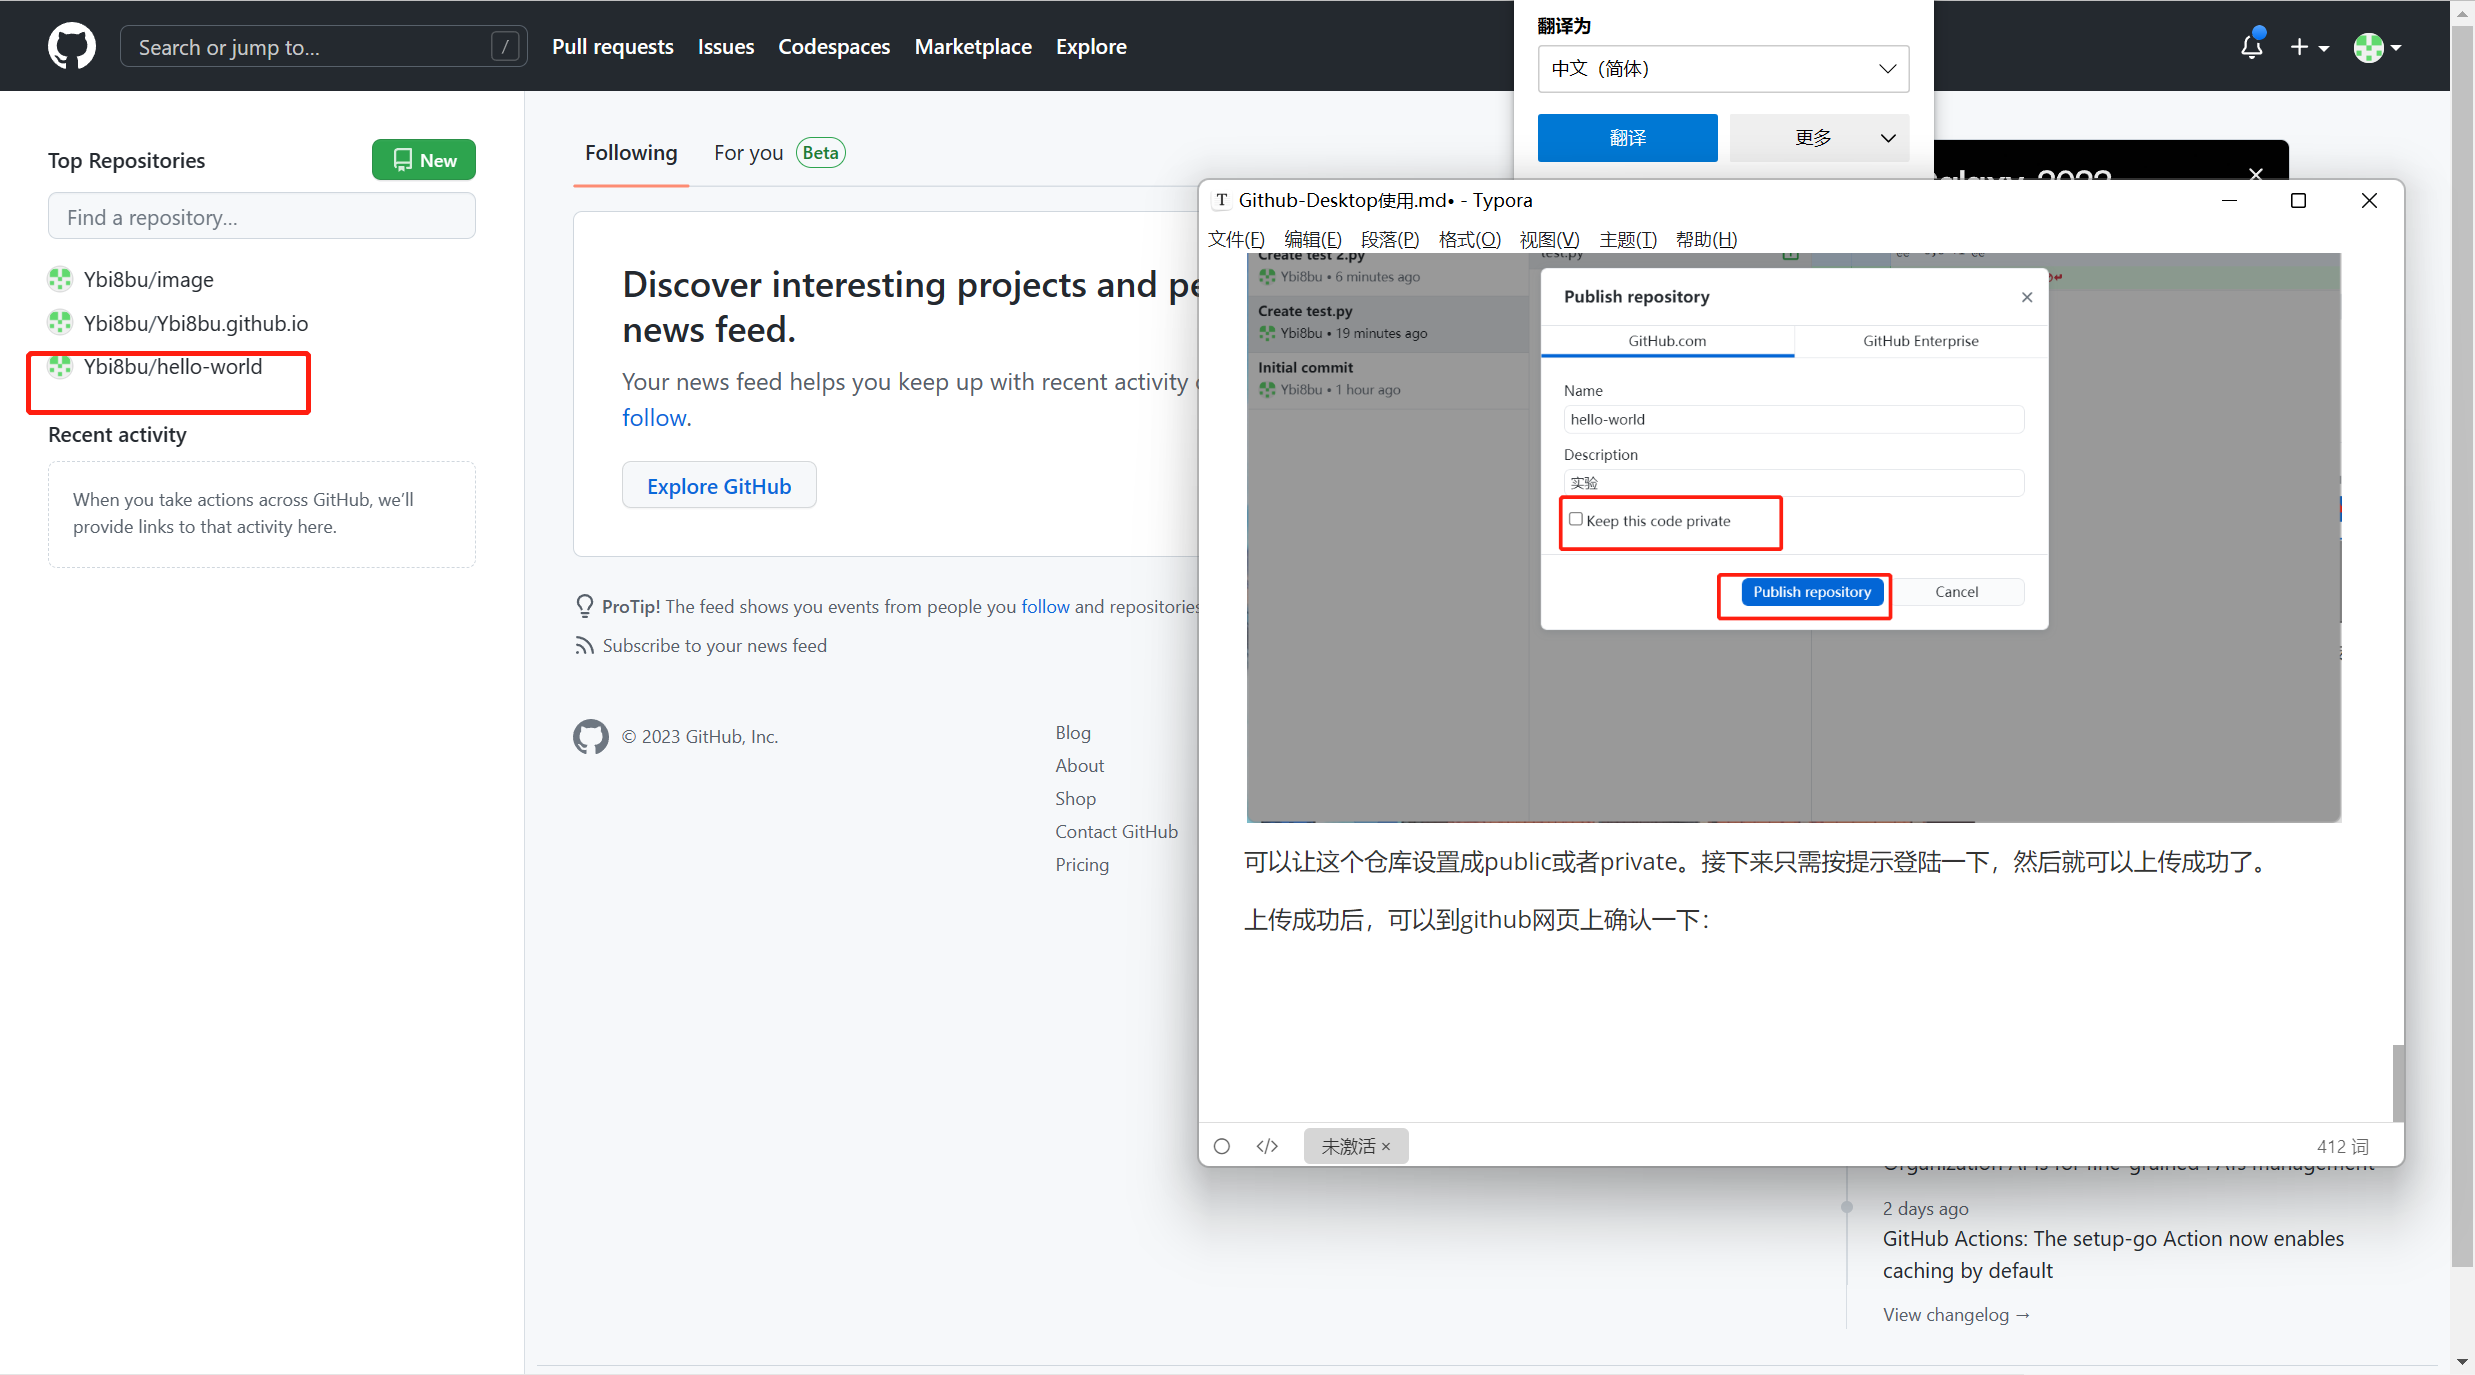 Search or jump to...
/
Pull requests
Issues
Codespaces
Marketplace
Explore
翻译为
中文（简体）
翻译
更多
Top Repositories
New
Find a repository...
Ybi8bu/image
Ybi8bu/Ybi8bu.github.io
Ybi8bu/hello-world
Recent activity
When you take actions across GitHub, we’ll
provide links to that activity here.
Following
For you
Beta
Discover interesting projects and
news feed.
Your news feed helps you keep up with recent activity
follow.
Explore GitHub
ProTip! The feed shows you events from people you follow and repositories
Subscribe to your news feed
© 2023 GitHub, Inc.
Blog
About
Shop
Contact GitHub
Pricing
T
Github-Desktop使用.md• - Typora
文件(F)
编辑(E)
段落(P)
格式(O)
视图(V)
主题(T)
帮助(H)
Create test 2.py
Ybi8bu • 6 minutes ago
test.py
Create test.py
Ybi8bu • 19 minutes ago
Initial commit
Ybi8bu • 1 hour ago
Publish repository
GitHub.com
GitHub Enterprise
Name
hello-world
Description
实验
Keep this code private
Publish repository
Cancel
可以让这个仓库设置成public或者private。接下来只需按提示登陆一下，然后就可以上传成功了。
上传成功后，可以到github网页上确认一下：
</>
未激活 ×
412 词
Organization APIs for fine-grained PATs management
2 days ago
GitHub Actions: The setup-go Action now enables
caching by default
View changelog →